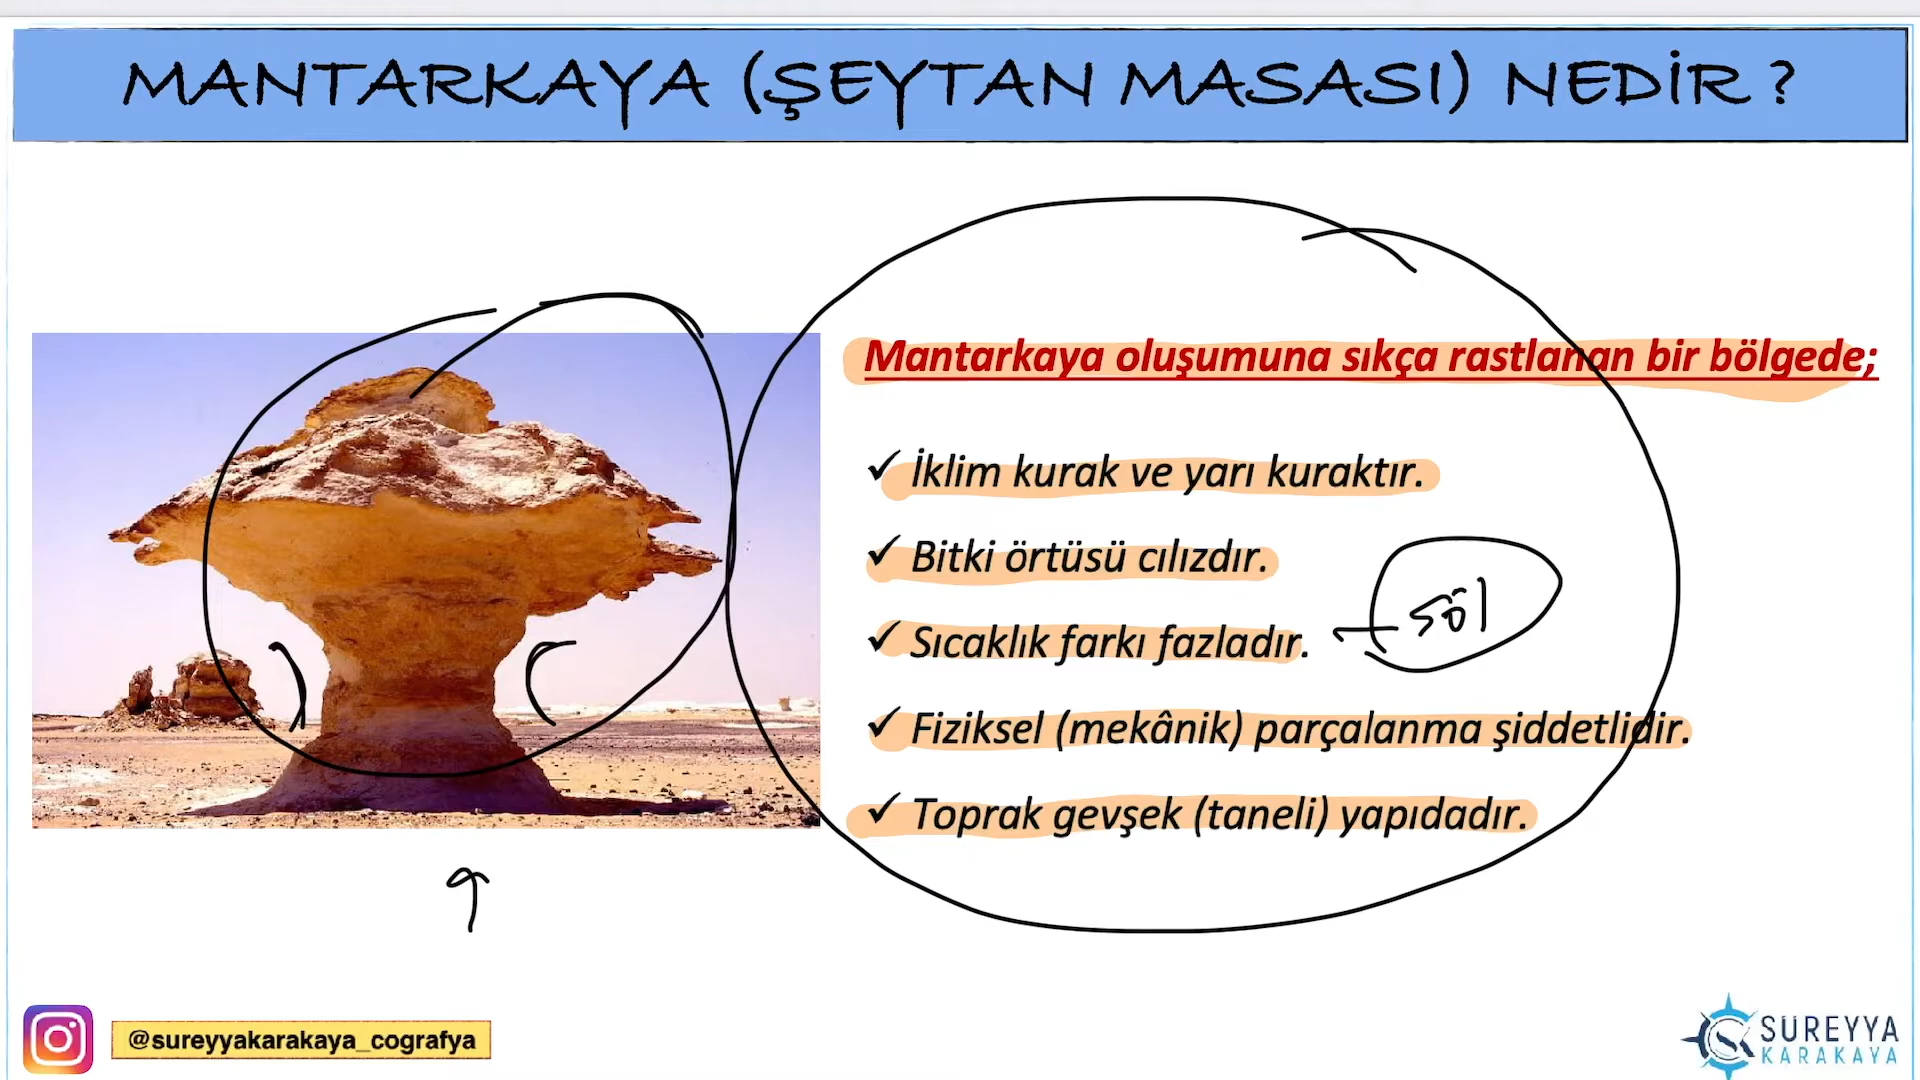 MANTARKAYA (ŞEYTAN MASASI) NEDİR ?
Mantarkaya oluşumuna sıkça rastlanan bir bölgede;
✓ İklim kurak ve yarı kuraktır.
✓ Bitki örtüsü cılızdır.
✓ Sıcaklık farkı fazladır.
✓ Fiziksel (mekânik) parçalanma şiddetlidir.
✓ Toprak gevşek (taneli) yapıdadır.
@sureyyakarakaya_cografya
SUREYYA
KARAKAYA